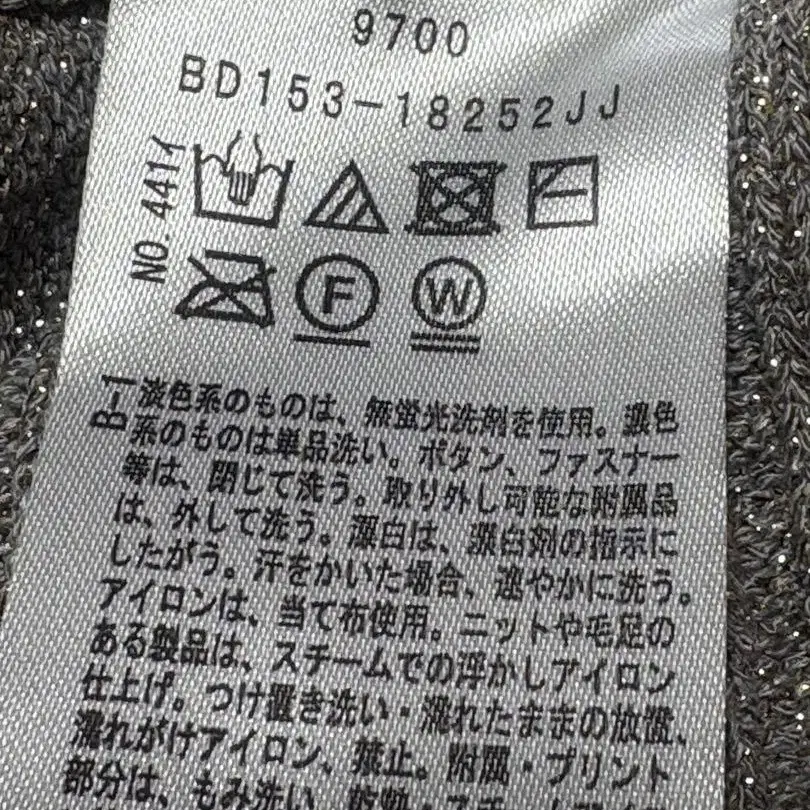 9700
BD153-18252JJ
NO. 441イ
F
W
B-1
淡色系のものは、無蛍光洗剤を使用。濃色
系のものは単品洗い。ボタン、ファスナー
等は、閉じて洗う。取り外し可能な附属品
は、外して洗う。漂白は、漂白剤の指示に
したがう。汗をかいた場合、速やかに洗う。
アイロンは、当て布使用。ニットや毛足の
ある製品は、スチームでの浮かしアイロン
仕上げ。つけ置き洗い・濡れたままの放置、
濡れがけアイロン、禁止。附属・プリント
部分は、もみ洗い、